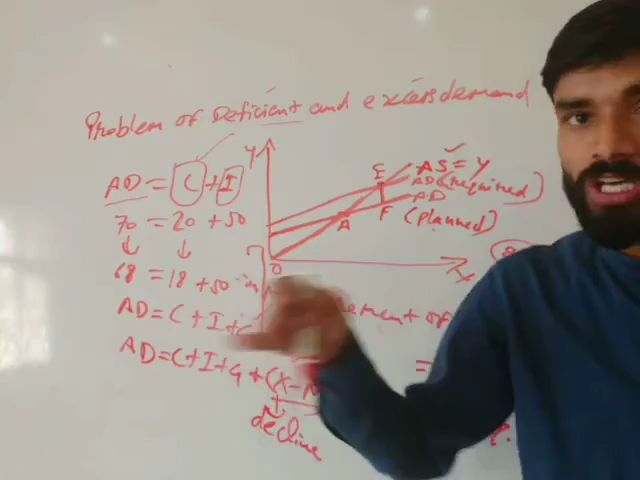 Problem of Deficient and excess demand
Y
E
AS = Y
AD (required)
AD
A
F (planned)
O
X
AD = C + I
70 = 20 + 50
68 = 18 + 50
AD = C + I +
AD = C + I + G + (X -
decline